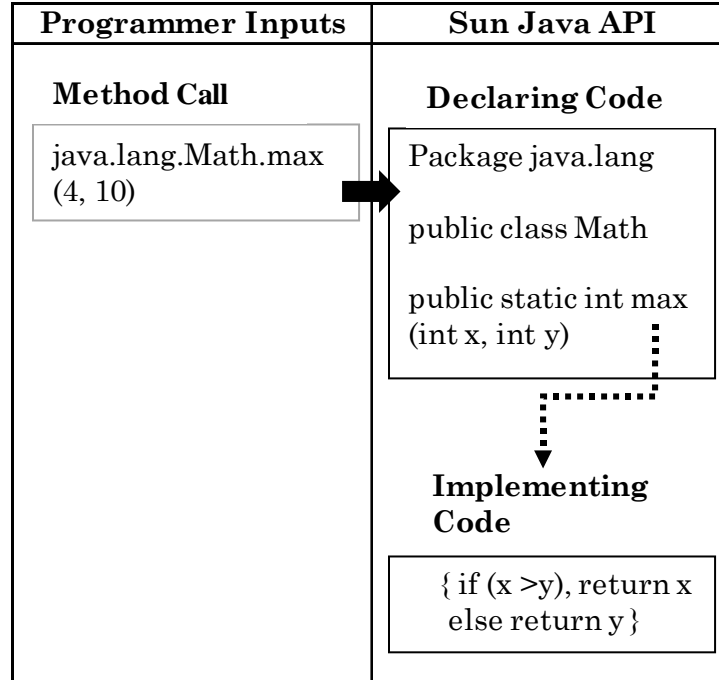 Programmer Inputs
Sun Java API
Method Call
java.lang.Math.max
(4, 10)
Declaring Code
Package java.lang
public class Math
public static int max
(int x, int y)
Implementing
Code
{ if (x >y), return x
else return y }